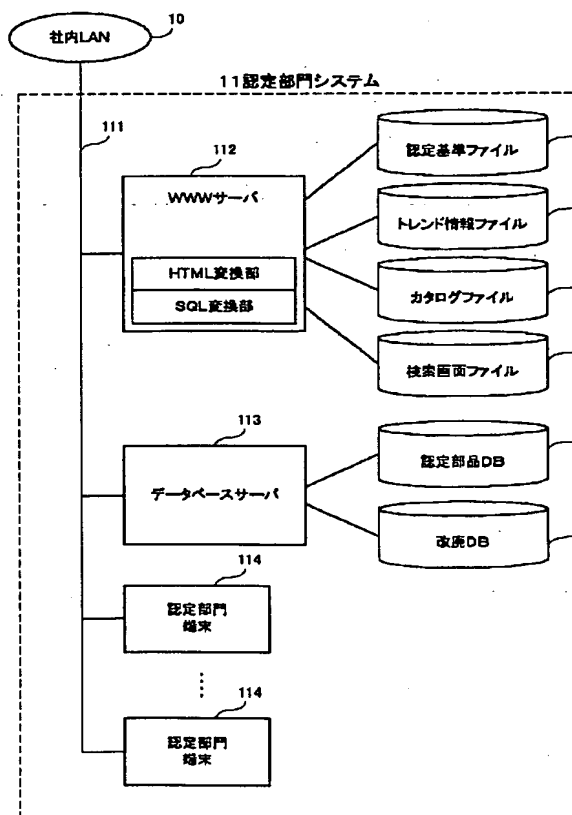 社内LAN
10
11認定部門システム
111
112
WWWサーバ
HTML変換部
SQL変換部
認定基準ファイル
トレンド情報ファイル
カタログファイル
検索画面ファイル
113
データベースサーバ
認定部品DB
改廃DB
114
認定部門
端末
114
認定部門
端末